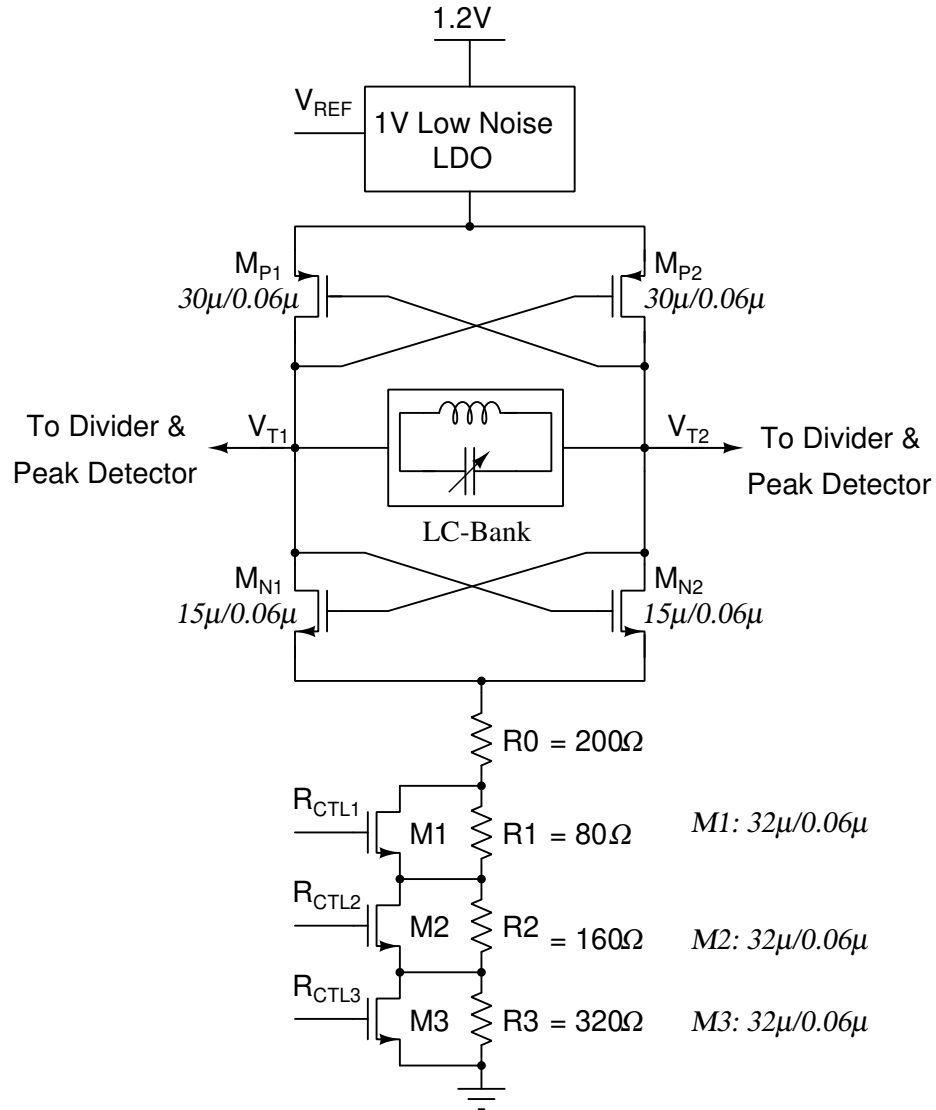 1.2V
V_REF
1V Low Noise
LDO
M_P1
30μ/0.06μ
M_P2
30μ/0.06μ
To Divider &
Peak Detector
V_T1
V_T2
To Divider &
Peak Detector
LC-Bank
M_N1
15μ/0.06μ
M_N2
15μ/0.06μ
R0 = 200Ω
R_CTL1
M1
R1 = 80Ω
M1: 32μ/0.06μ
R_CTL2
M2
R2 = 160Ω
M2: 32μ/0.06μ
R_CTL3
M3
R3 = 320Ω
M3: 32μ/0.06μ